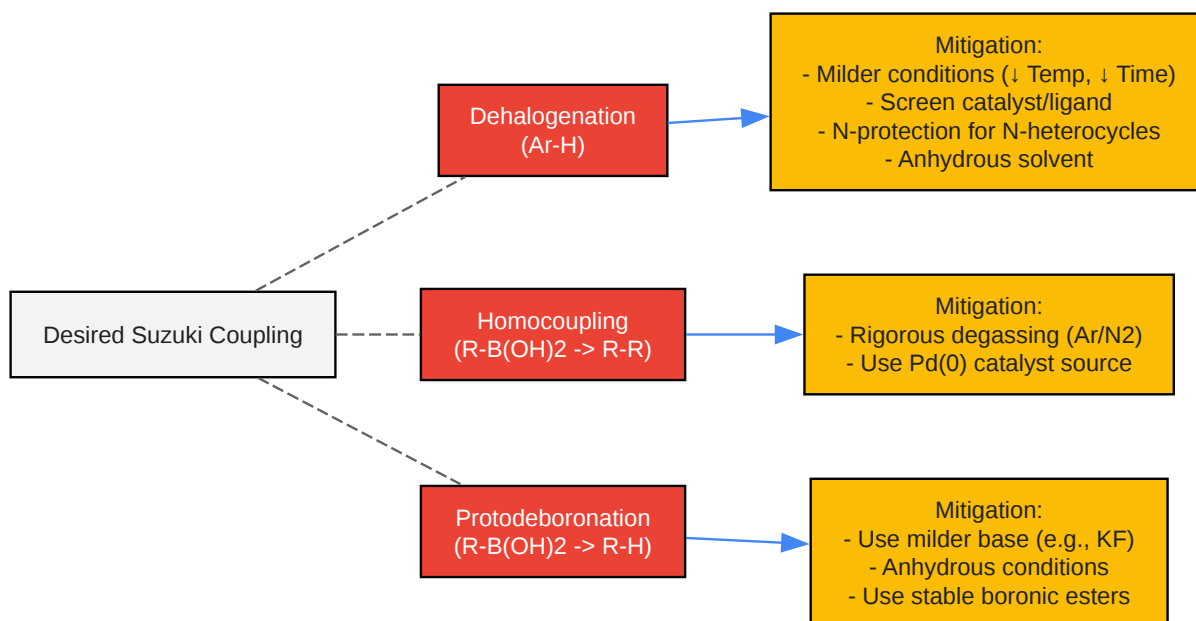 Desired Suzuki Coupling
Dehalogenation
(Ar-H)
Mitigation:
- Milder conditions (↓ Temp, ↓ Time)
- Screen catalyst/ligand
- N-protection for N-heterocycles
- Anhydrous solvent
Homocoupling
(R-B(OH)2 -> R-R)
Mitigation:
- Rigorous degassing (Ar/N2)
- Use Pd(0) catalyst source
Protodeboronation
(R-B(OH)2 -> R-H)
Mitigation:
- Use milder base (e.g., KF)
- Anhydrous conditions
- Use stable boronic esters